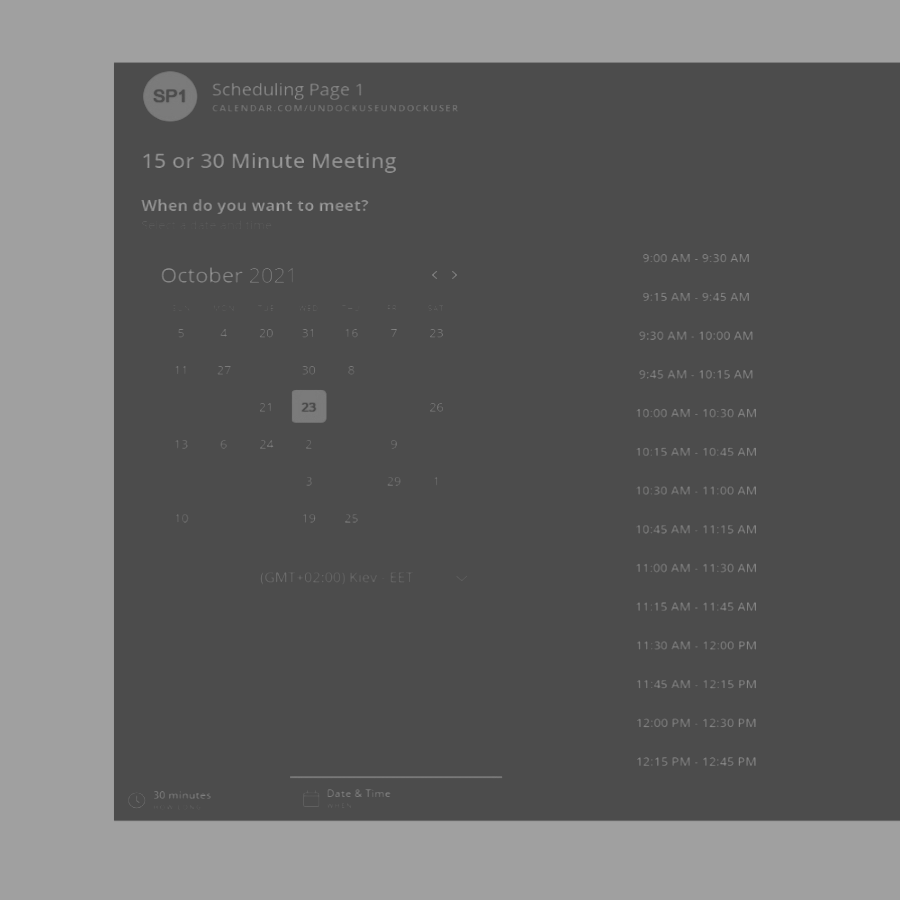 SP1
Scheduling Page 1
CALENDAR.COM/UNDOCKUSEUNDOCKUSER
15 or 30 Minute Meeting
When do you want to meet?
Select a date and time
October 2021
< >
SUN MON TUE WED THU FRI SAT
5 4 20 31 16 7 23
11 27 30 8
21 23 26
13 6 24 2 9
3 29 1
10 19 25
(GMT+02:00) Kiev - EET
9:00 AM - 9:30 AM
9:15 AM - 9:45 AM
9:30 AM - 10:00 AM
9:45 AM - 10:15 AM
10:00 AM - 10:30 AM
10:15 AM - 10:45 AM
10:30 AM - 11:00 AM
10:45 AM - 11:15 AM
11:00 AM - 11:30 AM
11:15 AM - 11:45 AM
11:30 AM - 12:00 PM
11:45 AM - 12:15 PM
12:00 PM - 12:30 PM
12:15 PM - 12:45 PM
30 minutes
Date & Time